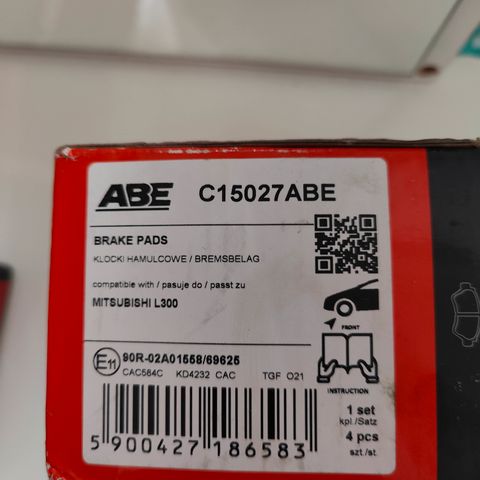 ABE C15027ABE
BRAKE PADS
KLOCKI HAMULCOWE / BREMSBELAG
compatible with / pasuje do / passt zu
MITSUBISHI L300
FRONT
E11 90R-02A01558/69625
CAC564C KD4232 CAC TGF O21
INSTRUCTION
5 900427 186583
1 set
kpl./Satz
4 pcs
szt./st.